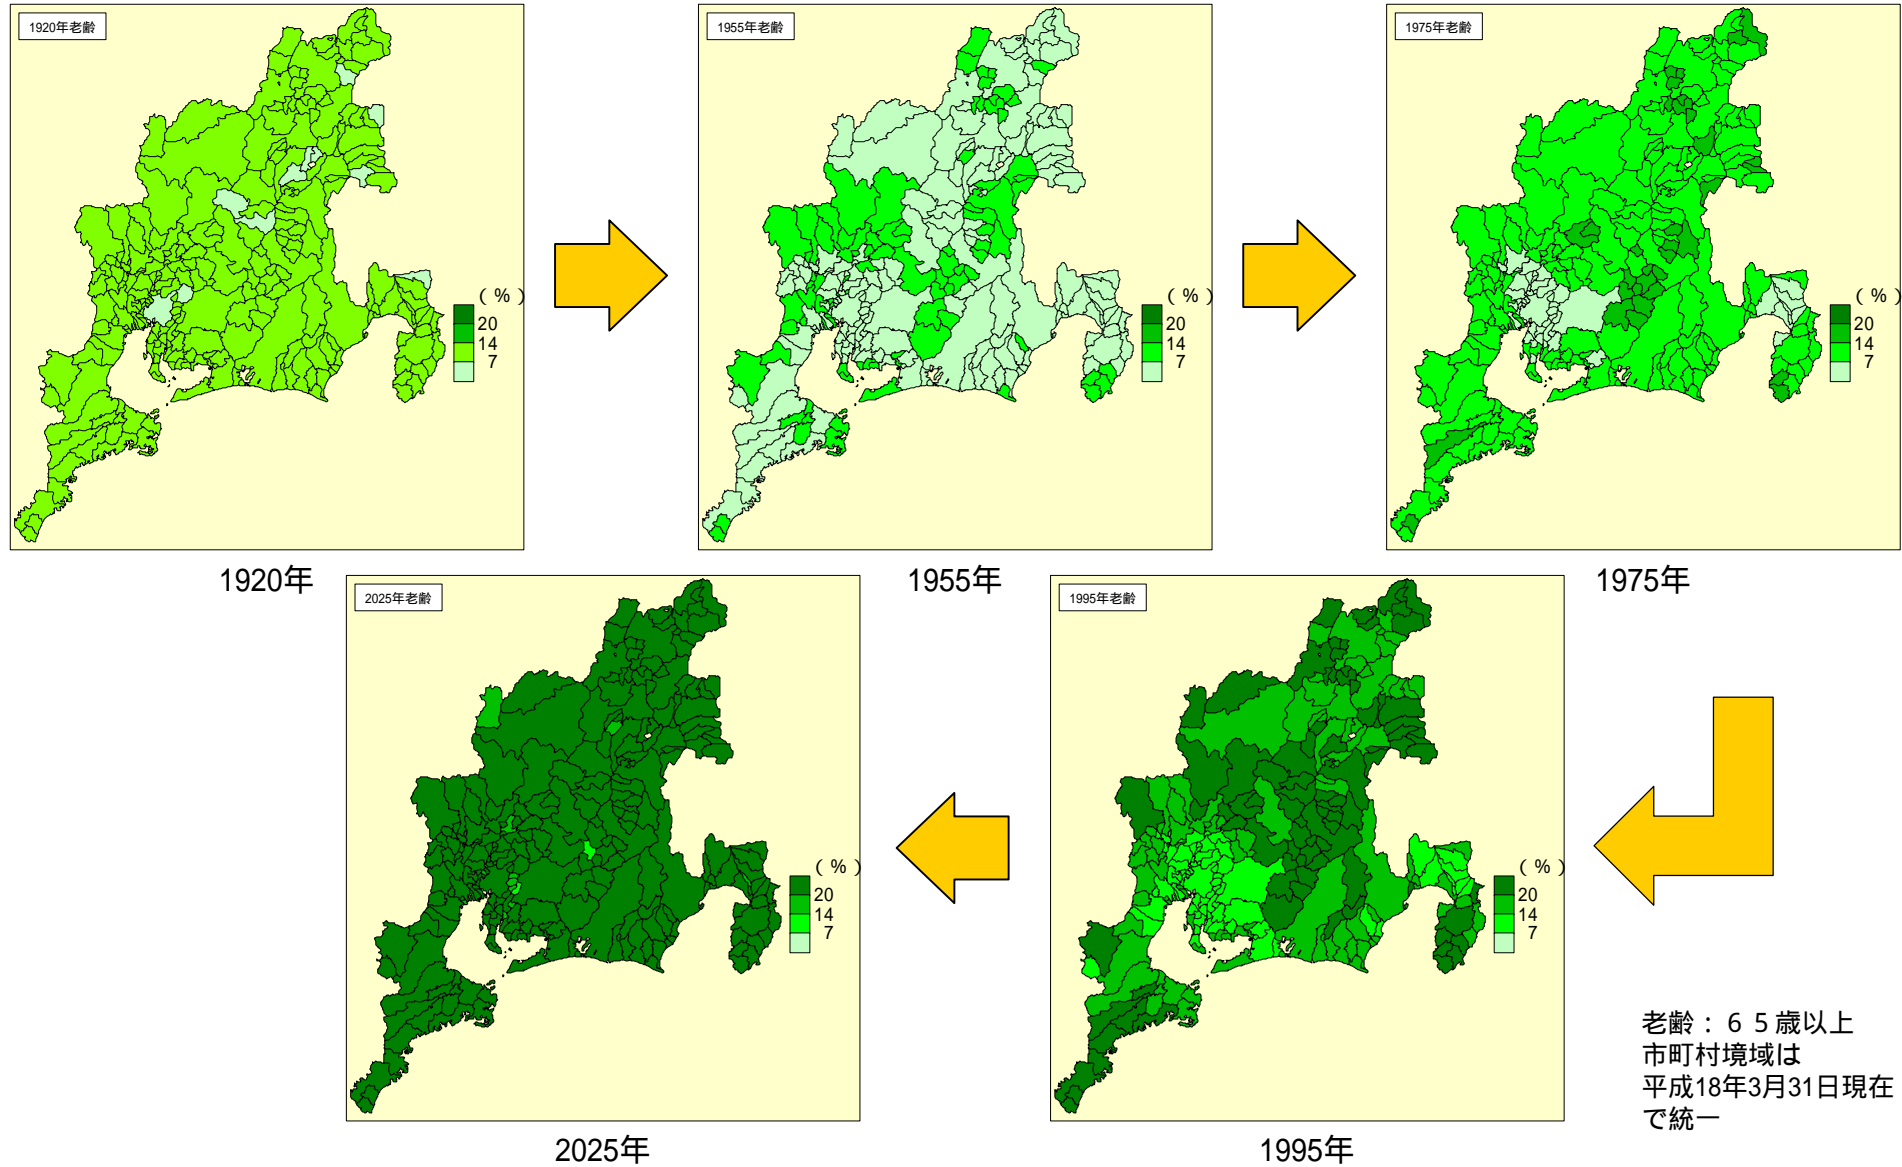 1920年老齢
(%)
20
14
7
1920年
1955年老齢
(%)
20
14
7
1955年
1975年老齢
(%)
20
14
7
1975年
1995年老齢
(%)
20
14
7
1995年
2025年老齢
(%)
20
14
7
2025年
老齢:65歳以上
市町村境域は
平成18年3月31日現在
で統一